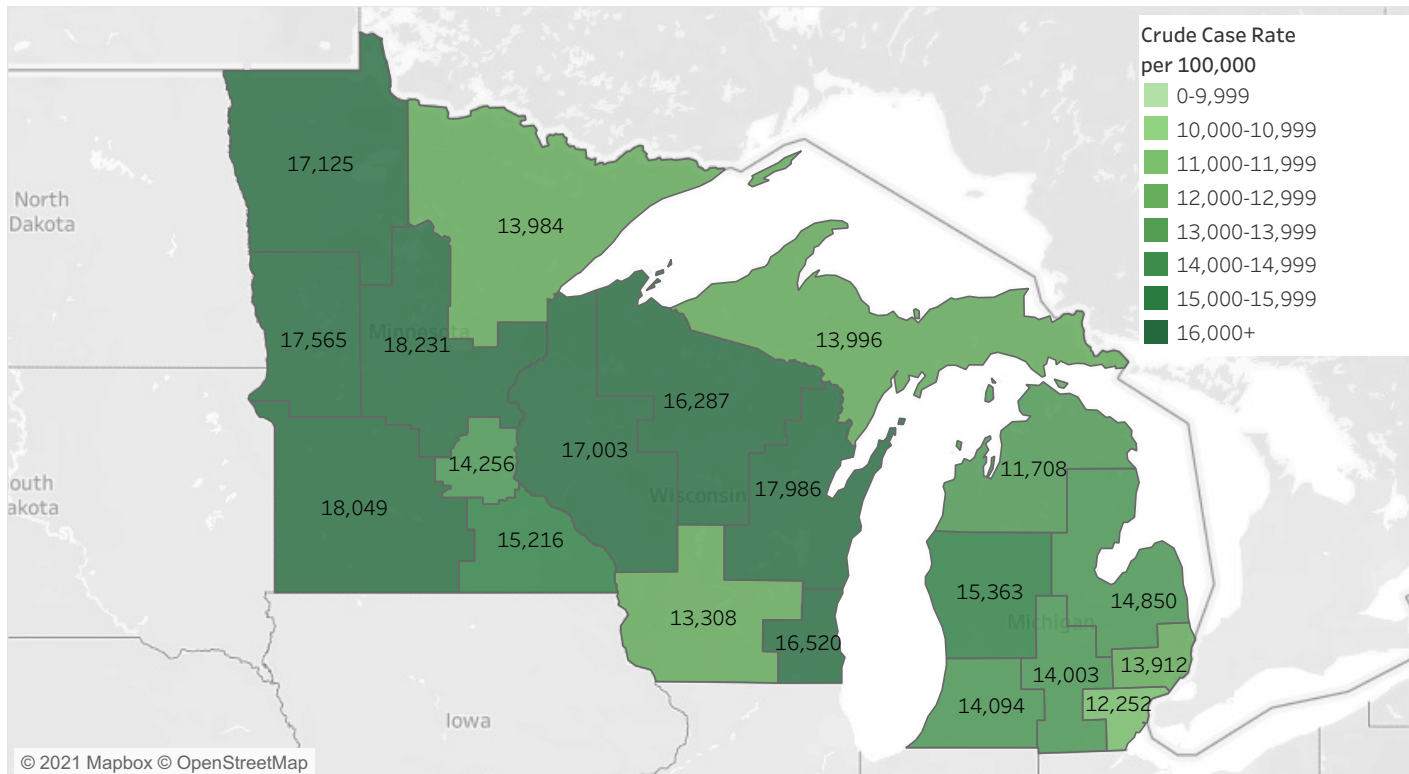 Crude Case Rate
per 100,000
0-9,999
10,000-10,999
11,000-11,999
12,000-12,999
13,000-13,999
14,000-14,999
15,000-15,999
16,000+
17,125
North
Dakota
13,984
17,565
Minnesota
18,231
13,996
16,287
17,003
14,256
11,708
Wisconsin
17,986
outh
akota
18,049
15,216
15,363
14,850
Michigan
13,308
16,520
13,912
14,003
14,094
12,252
Iowa
© 2021 Mapbox © OpenStreetMap